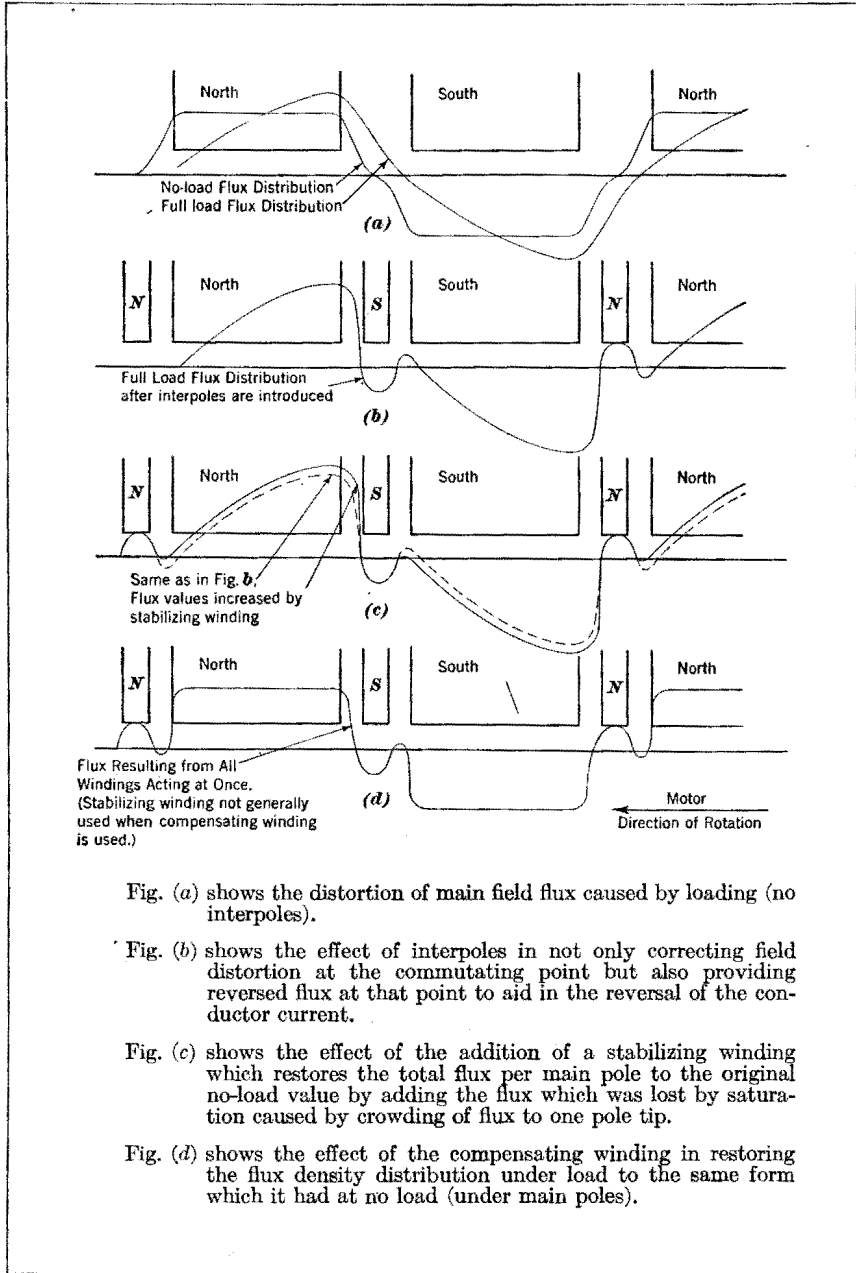 North South North
No-load Flux Distribution
Full load Flux Distribution
(a)
N North S South N North
Full Load Flux Distribution
after interpoles are introduced
(b)
N North S South N North
Same as in Fig. b.
Flux values increased by
stabilizing winding
(c)
N North S South N North
Flux Resulting from All
Windings Acting at Once.
(Stabilizing winding not generally
used when compensating winding
is used.)
(d)
Motor
Direction of Rotation
Fig. (a) shows the distortion of main field flux caused by loading (no
interpoles).
Fig. (b) shows the effect of interpoles in not only correcting field
distortion at the commutating point but also providing
reversed flux at that point to aid in the reversal of the con-
ductor current.
Fig. (c) shows the effect of the addition of a stabilizing winding
which restores the total flux per main pole to the original
no-load value by adding the flux which was lost by satura-
tion caused by crowding of flux to one pole tip.
Fig. (d) shows the effect of the compensating winding in restoring
the flux density distribution under load to the same form
which it had at no load (under main poles).